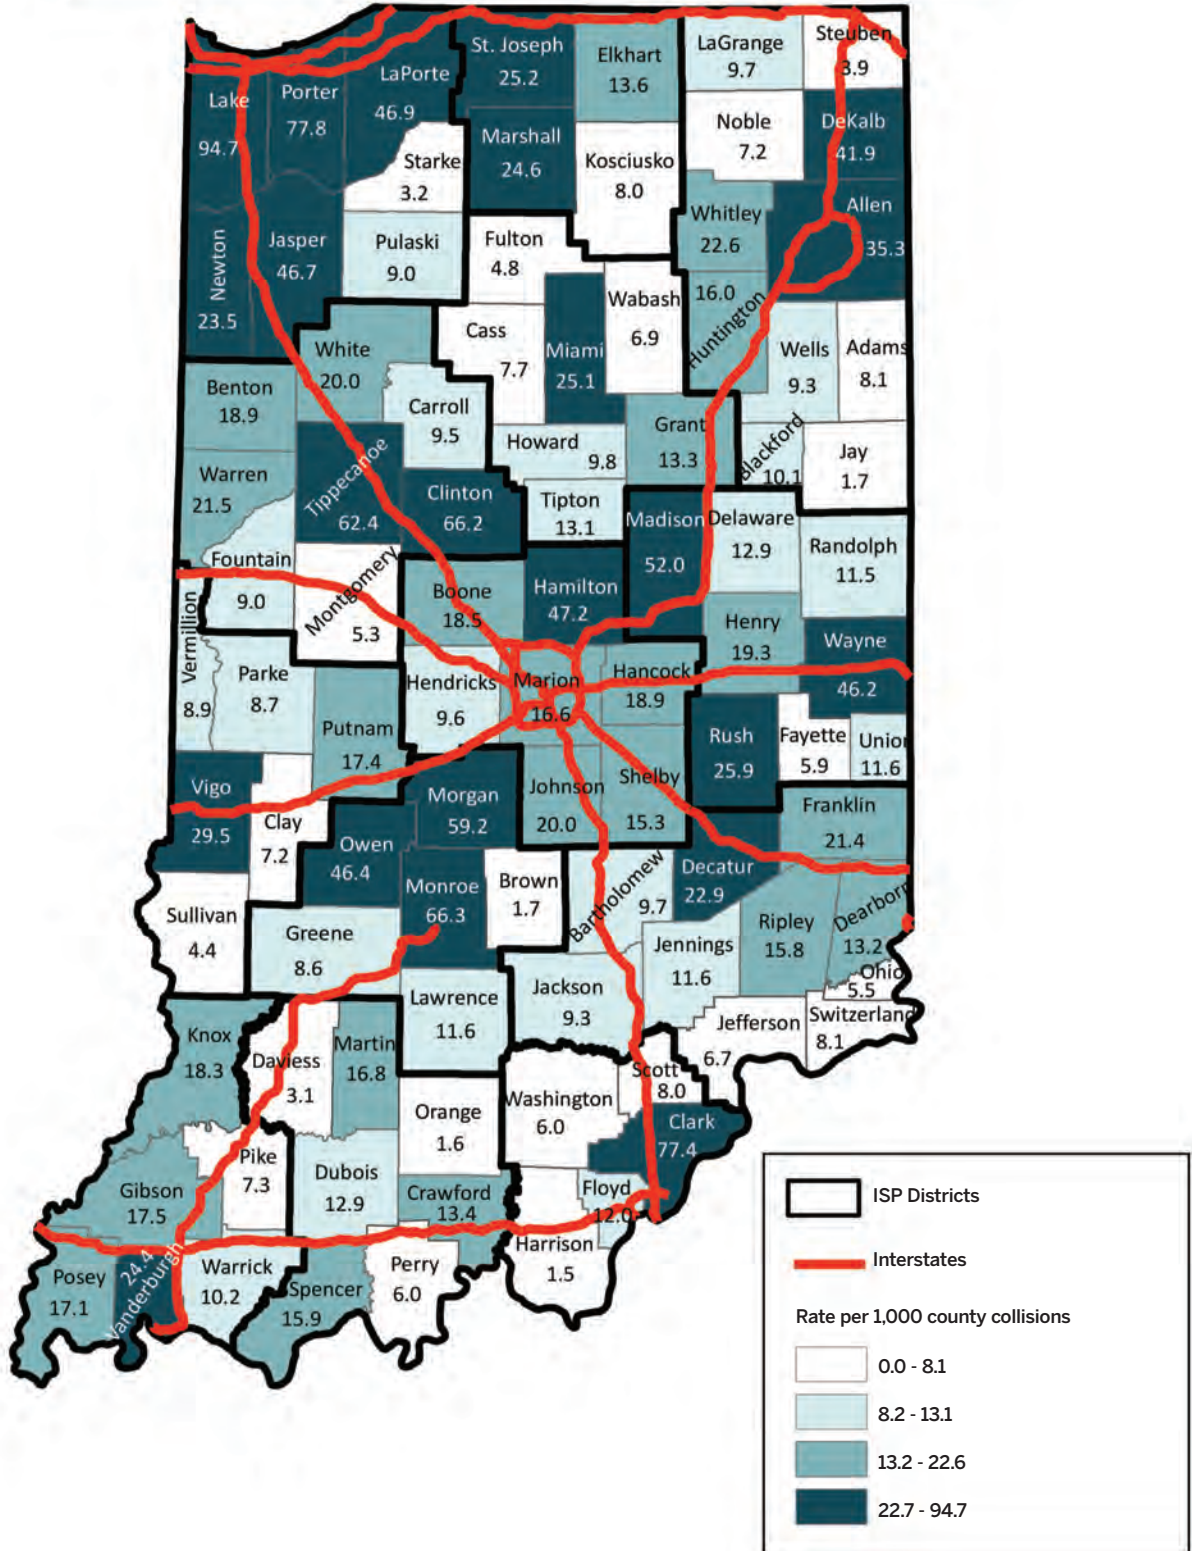 St. Joseph
25.2
Elkhart
13.6
LaGrange
9.7
Steuben
3.9
Lake
94.7
Porter
77.8
LaPorte
46.9
Marshall
24.6
Starke
3.2
Kosciusko
8.0
Noble
7.2
DeKalb
41.9
Newton
23.5
Jasper
46.7
Pulaski
9.0
Fulton
4.8
Whitley
22.6
Allen
35.3
White
20.0
Cass
7.7
Miami
25.1
Wabash
6.9
16.0
Huntington
Wells
9.3
Adams
8.1
Benton
18.9
Carroll
9.5
Howard
9.8
Grant
13.3
Blackford
10.1
Jay
1.7
Warren
21.5
Tippecanoe
62.4
Clinton
66.2
Tipton
13.1
Madison
52.0
Delaware
12.9
Randolph
11.5
Fountain
9.0
Montgomery
5.3
Boone
18.5
Hamilton
47.2
Henry
19.3
Wayne
46.2
Vermillion
8.9
Parke
8.7
Putnam
17.4
Hendricks
9.6
Marion
16.6
Hancock
18.9
Rush
25.9
Fayette
5.9
Union
11.6
Vigo
29.5
Clay
7.2
Owen
46.4
Morgan
59.2
Johnson
20.0
Shelby
15.3
Franklin
21.4
Sullivan
4.4
Greene
8.6
Monroe
66.3
Brown
1.7
Bartholomew
9.7
Decatur
22.9
Ripley
15.8
Dearborn
13.2
Jennings
11.6
Ohio
5.5
Switzerland
8.1
Jefferson
6.7
Knox
18.3
Daviess
3.1
Martin
16.8
Lawrence
11.6
Jackson
9.3
Scott
8.0
Orange
1.6
Washington
6.0
Clark
77.4
Gibson
17.5
Pike
7.3
Dubois
12.9
Crawford
13.4
Floyd
12.0
Harrison
1.5
Posey
17.1
24.4
Vanderburgh
Warrick
10.2
Spencer
15.9
Perry
6.0
ISP Districts
Interstates
Rate per 1,000 county collisions
0.0 - 8.1
8.2 - 13.1
13.2 - 22.6
22.7 - 94.7